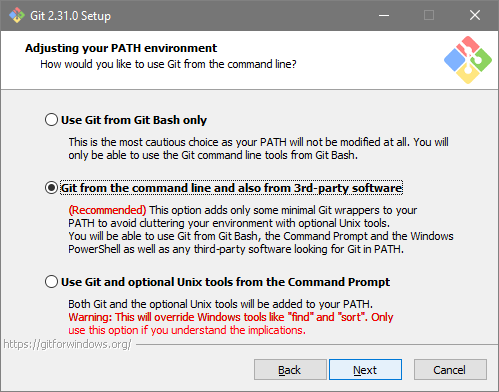 Git 2.31.0 Setup
Adjusting your PATH environment
How would you like to use Git from the command line?
Use Git from Git Bash only
This is the most cautious choice as your PATH will not be modified at all. You will
only be able to use the Git command line tools from Git Bash.
Git from the command line and also from 3rd-party software
(Recommended) This option adds only some minimal Git wrappers to your
PATH to avoid cluttering your environment with optional Unix tools.
You will be able to use Git from Git Bash, the Command Prompt and the Windows
PowerShell as well as any third-party software looking for Git in PATH.
Use Git and optional Unix tools from the Command Prompt
Both Git and the optional Unix tools will be added to your PATH.
Warning: This will override Windows tools like "find" and "sort". Only
use this option if you understand the implications.
https://gitforwindows.org/
Back
Next
Cancel